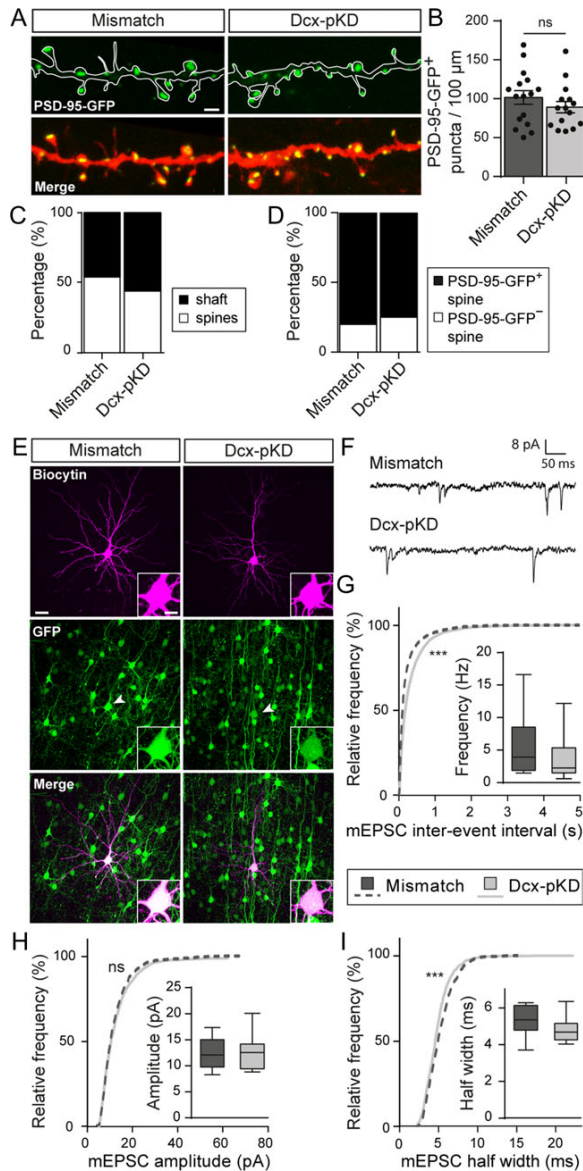 A
Mismatch
Dcx-pKD
PSD-95-GFP
Merge
B
ns
PSD-95-GFP⁺
puncta / 100 µm
200
150
100
50
0
Mismatch
Dcx-pKD
C
Percentage (%)
100
50
0
Mismatch
Dcx-pKD
shaft
spines
D
Percentage (%)
100
50
0
Mismatch
Dcx-pKD
PSD-95-GFP⁺
spine
PSD-95-GFP⁻
spine
E
Mismatch
Dcx-pKD
Biocytin
GFP
Merge
F
8 pA
50 ms
Mismatch
Dcx-pKD
G
Relative frequency (%)
100
50
0
***
Frequency (Hz)
20
15
10
5
0
0 1 2 3 4 5
mEPSC inter-event interval (s)
Mismatch
Dcx-pKD
H
Relative frequency (%)
100
50
0
ns
Amplitude (pA)
25
20
15
10
5
0
0 20 40 60 80
mEPSC amplitude (pA)
I
Relative frequency (%)
100
50
0
***
Half width (ms)
6
4
2
0
0 5 10 15 20
mEPSC half width (ms)